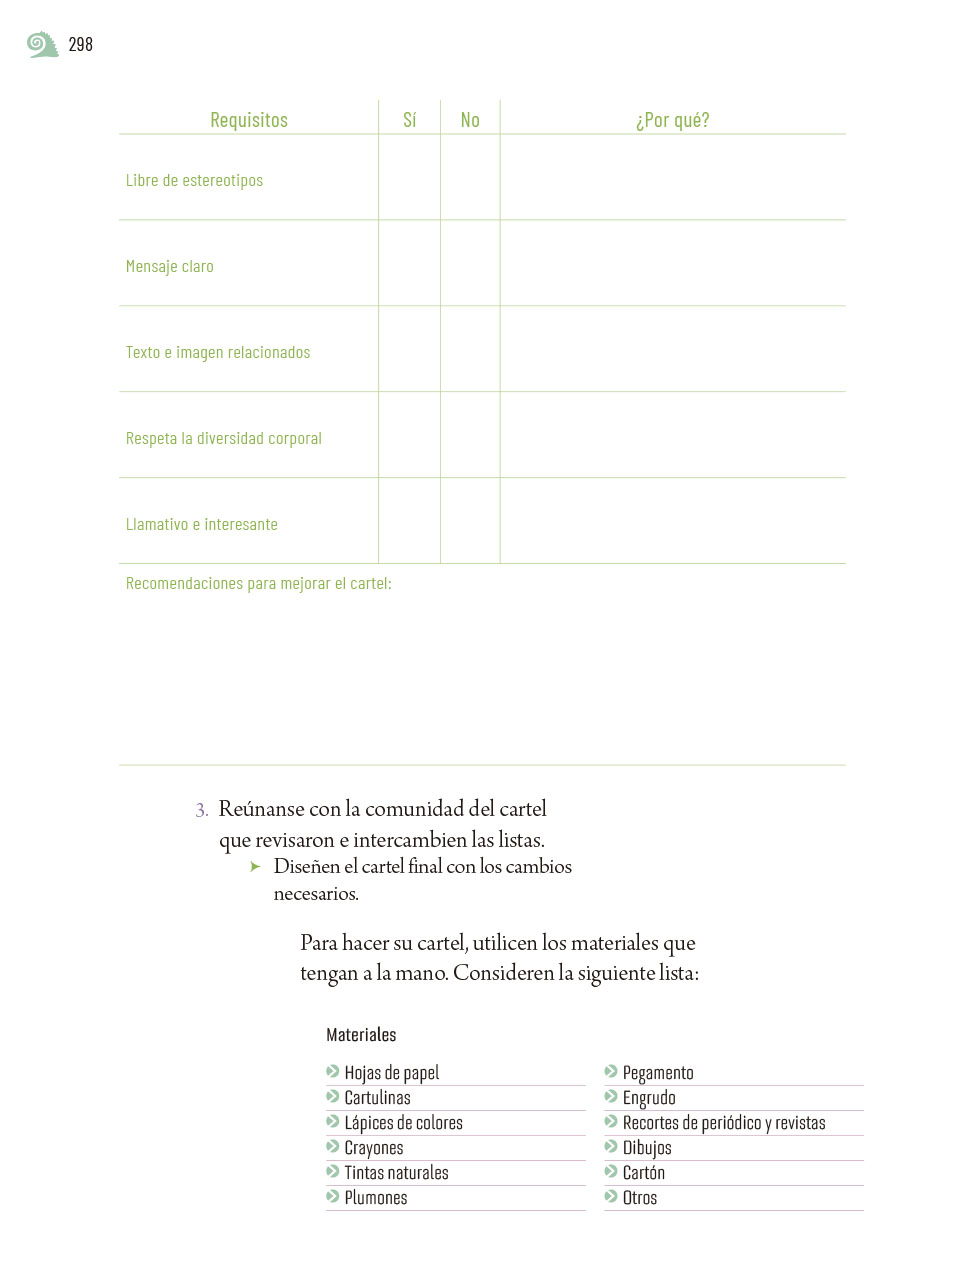 298
Requisitos Sí No ¿Por qué?
Libre de estereotipos
Mensaje claro
Texto e imagen relacionados
Respeta la diversidad corporal
Llamativo e interesante
Recomendaciones para mejorar el cartel:
3. Reúnanse con la comunidad del cartel
que revisaron e intercambien las listas.
➤ Diseñen el cartel final con los cambios
necesarios.
Para hacer su cartel, utilicen los materiales que
tengan a la mano. Consideren la siguiente lista:
Materiales
Hojas de papel
Cartulinas
Lápices de colores
Crayones
Tintas naturales
Plumones
Pegamento
Engrudo
Recortes de periódico y revistas
Dibujos
Cartón
Otros